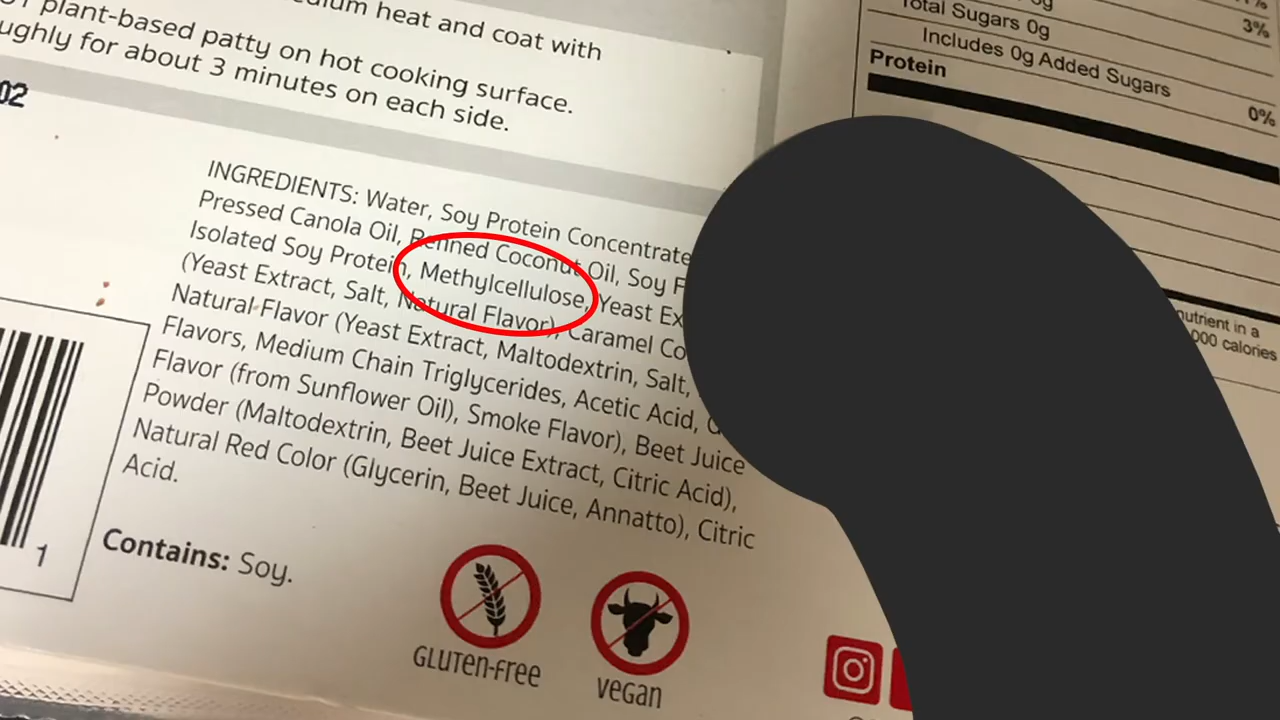 heat and coat with
plant-based patty on hot cooking surface.
for about 3 minutes on each side.
02
INGREDIENTS: Water, Soy Protein Concentrate
Pressed Canola Oil, Refined Coconut Oil, Soy
Isolated Soy Protein, Methylcellulose, Yeast
(Yeast Extract, Salt, Natural Flavor), Caramel
Natural Flavor (Yeast Extract, Maltodextrin, Salt,
Flavors, Medium Chain Triglycerides, Acetic Acid,
Flavor (from Sunflower Oil), Smoke Flavor), Beet Juice
Powder (Maltodextrin, Beet Juice Extract, Citric Acid),
Natural Red Color (Glycerin, Beet Juice, Annatto), Citric
Acid.
Contains: Soy.
1
GLUTEN-FREE
VEGAN
3%
Total Sugars 0g
Includes 0g Added Sugars 0%
Protein
nutrient in a
000 calories